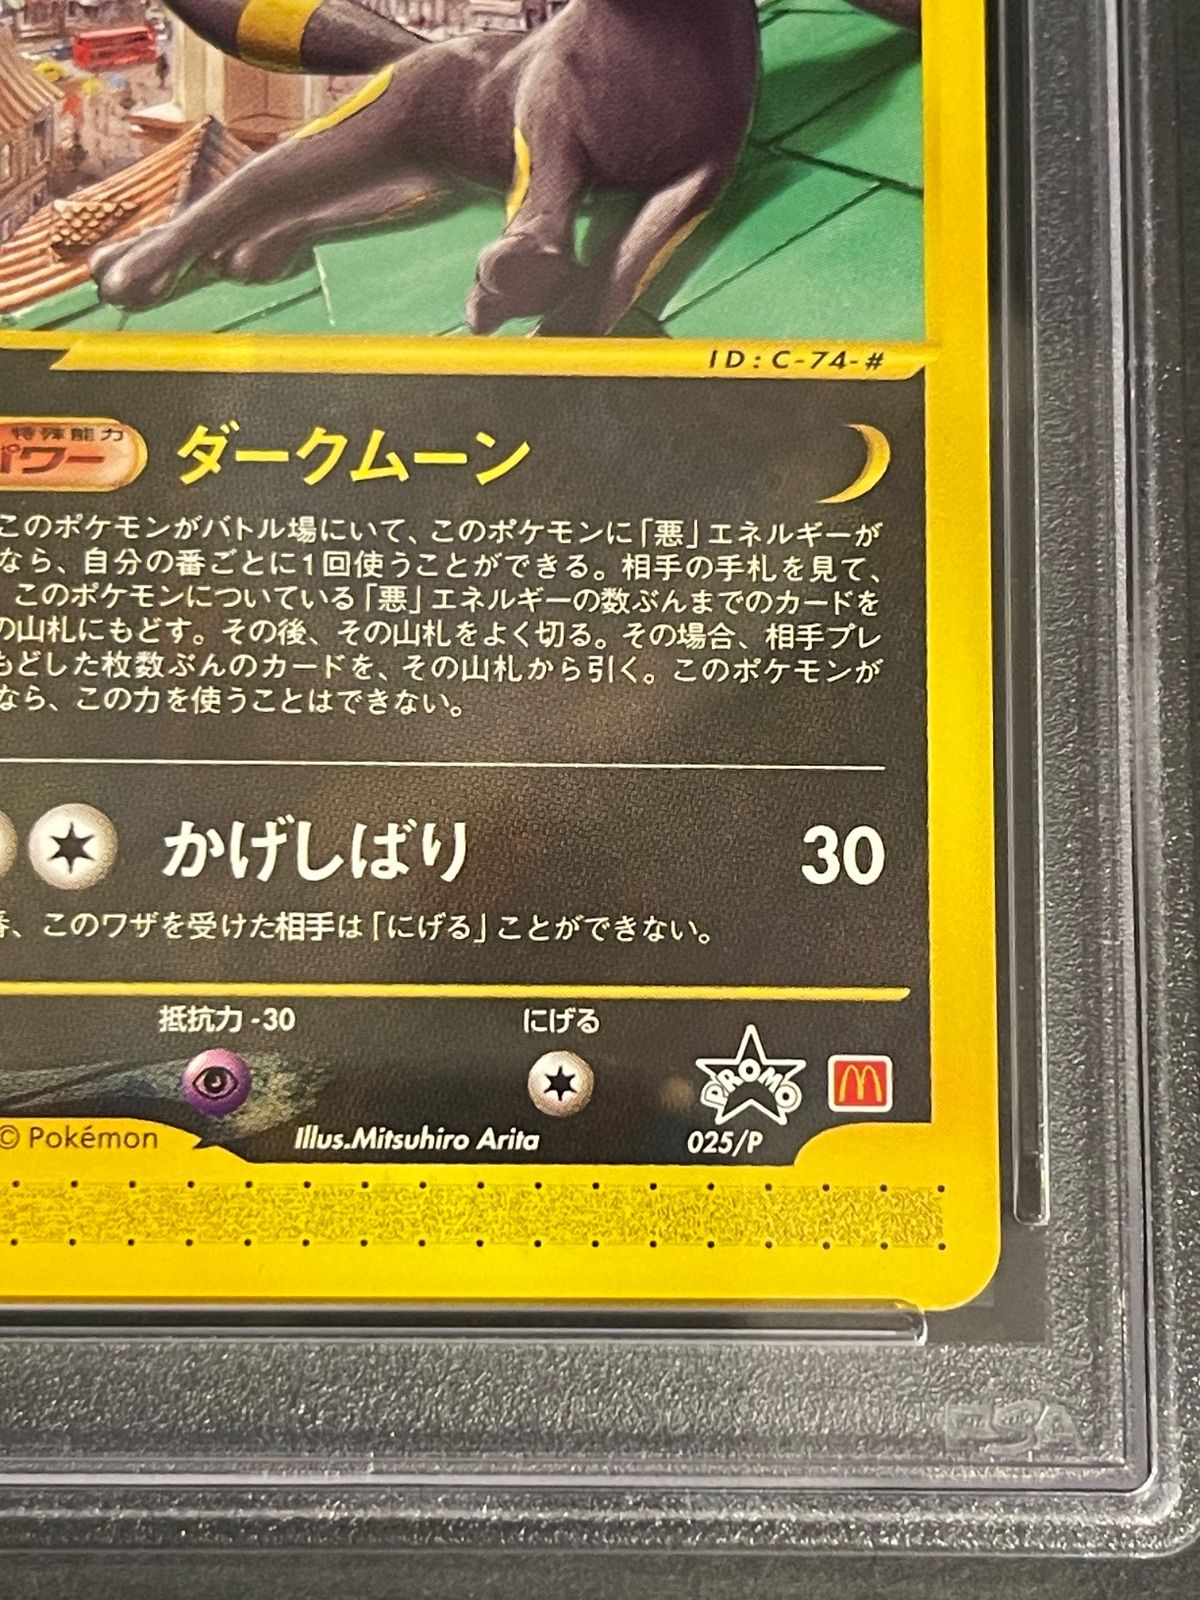 ID:C-74-#
特殊能力
パワー
ダークムーン
このポケモンがバトル場にいて、このポケモンに「悪」エネルギーが
なら、自分の番ごとに1回使うことができる。相手の手札を見て、
このポケモンについている「悪」エネルギーの数ぶんまでのカードを
の山札にもどす。その後、その山札をよく切る。その場合、相手プレ
もどした枚数ぶんのカードを、その山札から引く。このポケモンが
なら、この力を使うことはできない。
かげしばり 30
番、このワザを受けた相手は「にげる」ことができない。
抵抗力 -30 にげる
PROMO
© Pokémon Illus.Mitsuhiro Arita 025/P
PSA